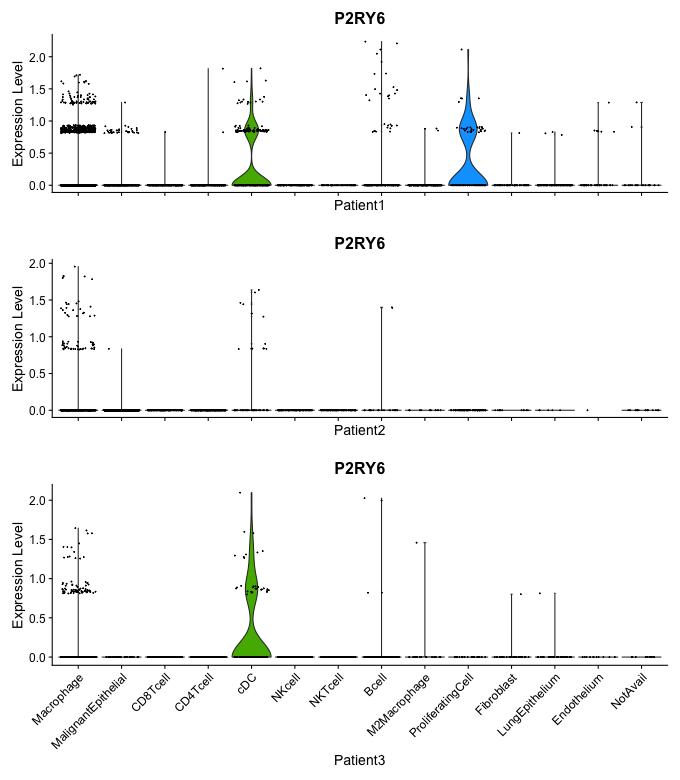 P2RY6
Expression Level
2.0
1.5
1.0
0.5
0.0
Patient1
P2RY6
Expression Level
2.0
1.5
1.0
0.5
0.0
Patient2
P2RY6
Expression Level
2.0
1.5
1.0
0.5
0.0
Macrophage
MalignantEpithelial
CD8Tcell
CD4Tcell
cDC
NKcell
NKTcell
Bcell
M2Macrophage
ProliferatingCell
Fibroblast
LungEpithelium
Endothelium
NotAvail
Patient3